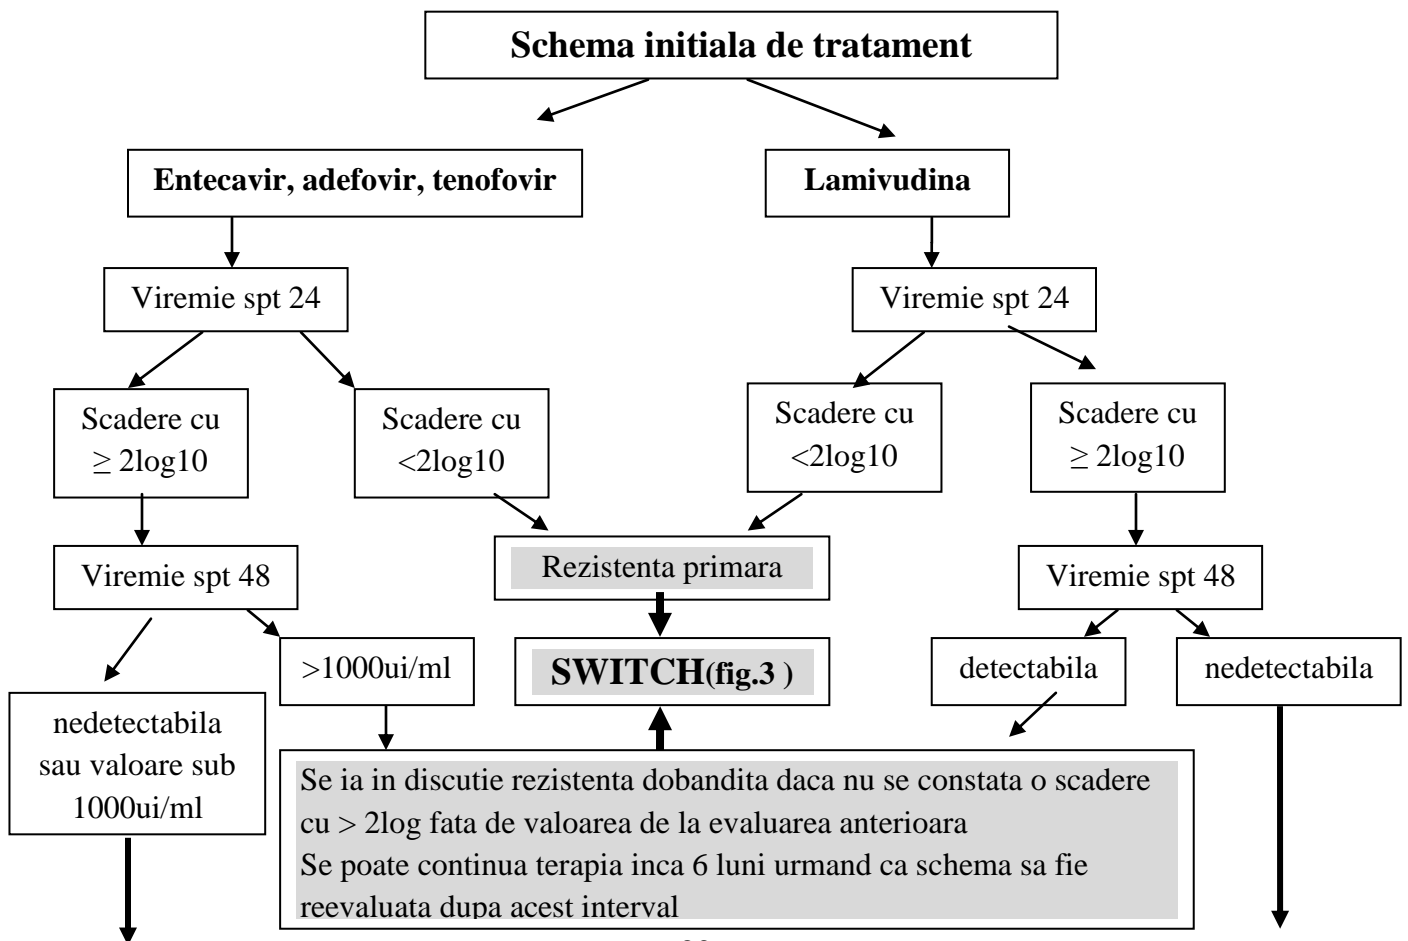 Schema initiala de tratament
Entecavir, adefovir, tenofovir
Lamivudina
Viremie spt 24
Viremie spt 24
Scadere cu
≥ 2log10
Scadere cu
<2log10
Scadere cu
<2log10
Scadere cu
≥ 2log10
Viremie spt 48
Rezistenta primara
Viremie spt 48
>1000ui/ml
SWITCH(fig.3 )
detectabila
nedetectabila
nedetectabila
sau valoare sub
1000ui/ml
Se ia in discutie rezistenta dobandita daca nu se constata o scadere
cu > 2log fata de valoarea de la evaluarea anterioara
Se poate continua terapia inca 6 luni urmand ca schema sa fie
reevaluata dupa acest interval